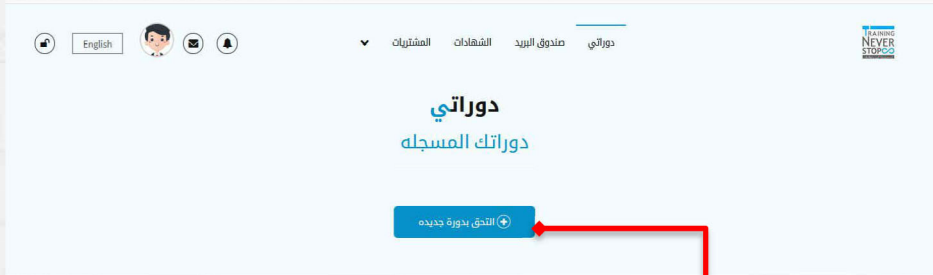 دوراتي صندوق البريد الشهادات المشتريات
English
TRAINING
NEVER
STOP
دوراتي
دوراتك المسجله
التحق بدورة جديده